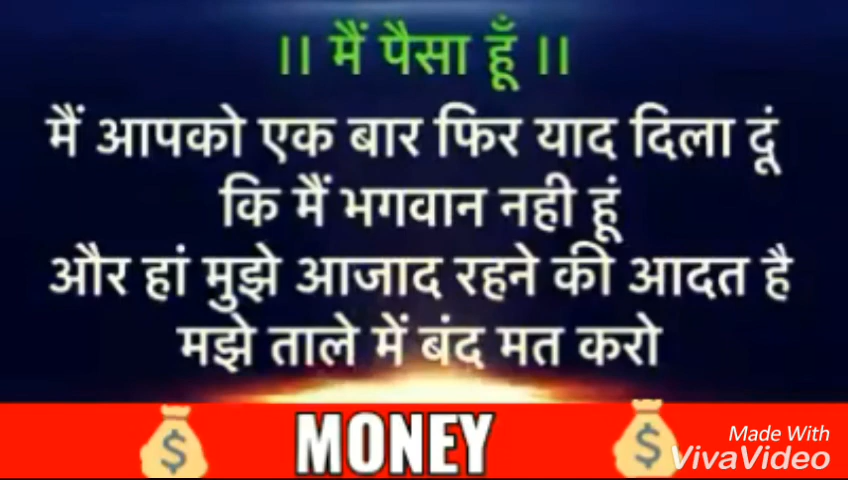 ।। मैं पैसा हूँ ।।
मैं आपको एक बार फिर याद दिला दूं
कि मैं भगवान नही हूं
और हां मुझे आजाद रहने की आदत है
मझे ताले में बंद मत करो
$ MONEY $
Made With
VivaVideo